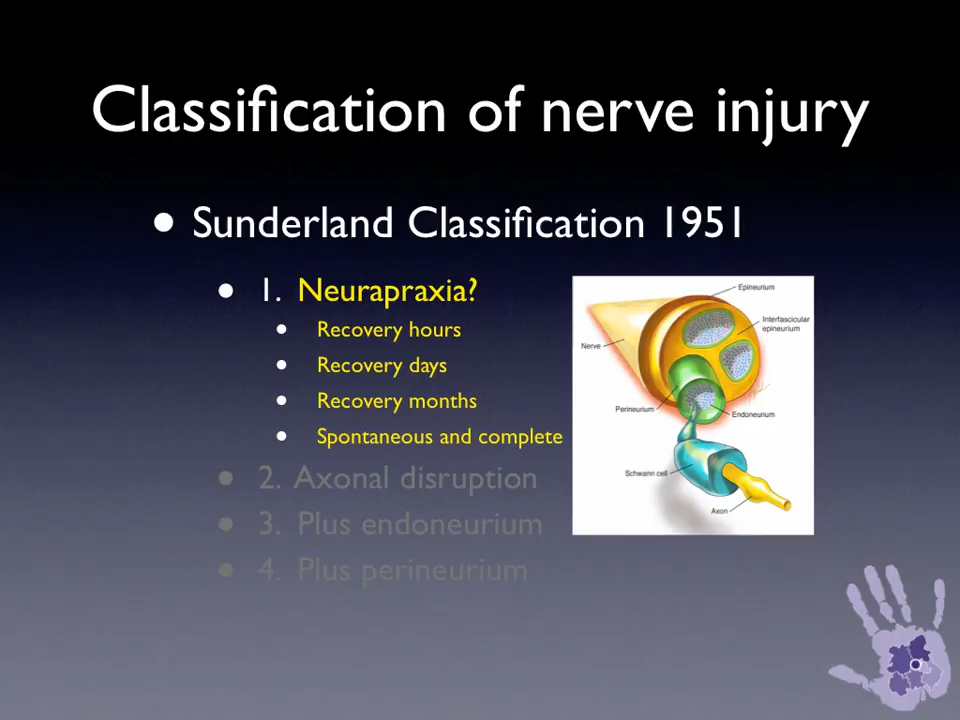 Classification of nerve injury
• Sunderland Classification 1951
• 1. Neurapraxia?
• Recovery hours
• Recovery days
• Recovery months
• Spontaneous and complete
• 2. Axonal disruption
• 3. Plus endoneurium
• 4. Plus perineurium
Epineurium
Interfascicular
epineurium
Nerve
Perineurium
Endoneurium
Schwann cell
Axon